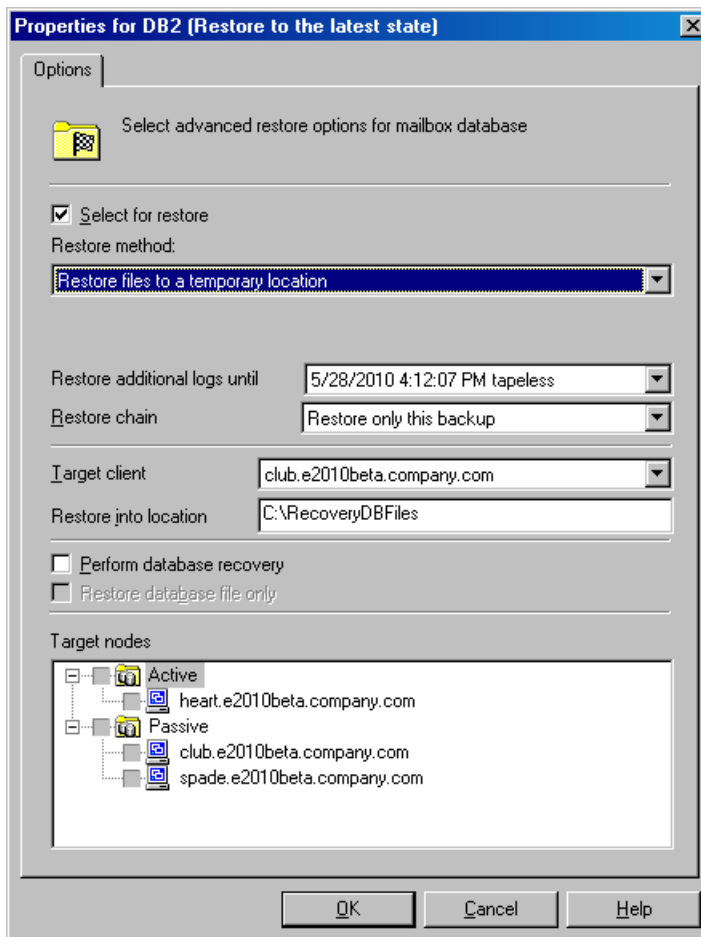 Properties for DB2 (Restore to the latest state)
Options
Select advanced restore options for mailbox database
Select for restore
Restore method:
Restore files to a temporary location
Restore additional logs until 5/28/2010 4:12:07 PM tapeless
Restore chain Restore only this backup
Target client club.e2010beta.company.com
Restore into location C:\RecoveryDBFiles
Perform database recovery
Restore database file only
Target nodes
Active
heart.e2010beta.company.com
Passive
club.e2010beta.company.com
spade.e2010beta.company.com
OK Cancel Help